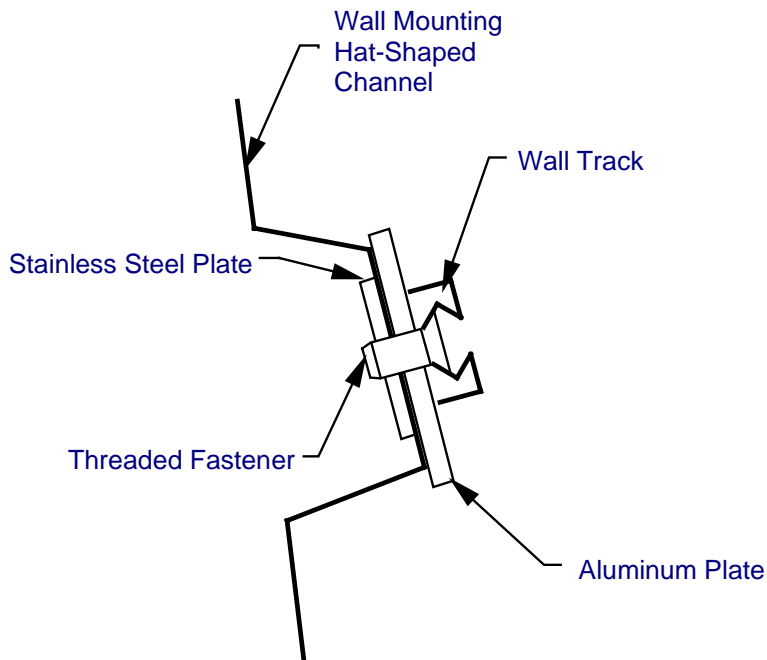 Wall Mounting
Hat-Shaped
Channel
Wall Track
Stainless Steel Plate
Threaded Fastener
Aluminum Plate